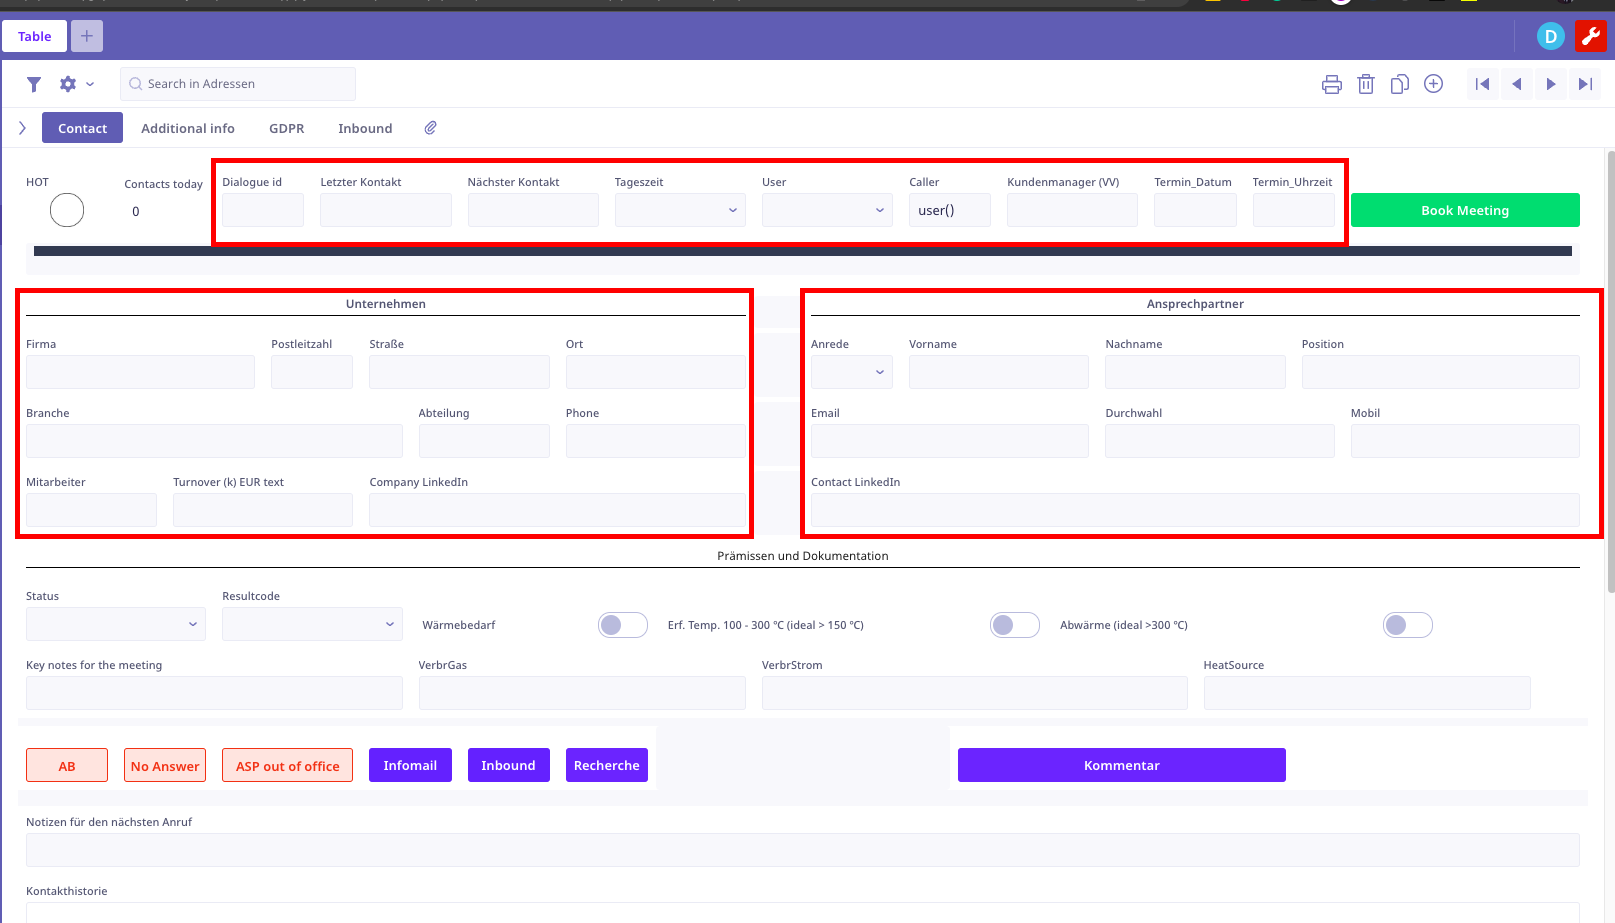 Table +
D
Search in Adressen
Contact Additional info GDPR Inbound
HOT Contacts today Dialogue id Letzter Kontakt Nächster Kontakt Tageszeit User Caller Kundenmanager (VV) Termin_Datum Termin_Uhrzeit
0 user() Book Meeting
Unternehmen
Firma Postleitzahl Straße Ort
Branche Abteilung Phone
Mitarbeiter Turnover (k) EUR text Company LinkedIn
Ansprechpartner
Anrede Vorname Nachname Position
Email Durchwahl Mobil
Contact LinkedIn
Prämissen und Dokumentation
Status Resultcode
Wärmebedarf Erf. Temp. 100 - 300 °C (ideal > 150 °C) Abwärme (ideal >300 °C)
Key notes for the meeting VerbrGas VerbrStrom HeatSource
AB No Answer ASP out of office Infomail Inbound Recherche Kommentar
Notizen für den nächsten Anruf
Kontakthistorie